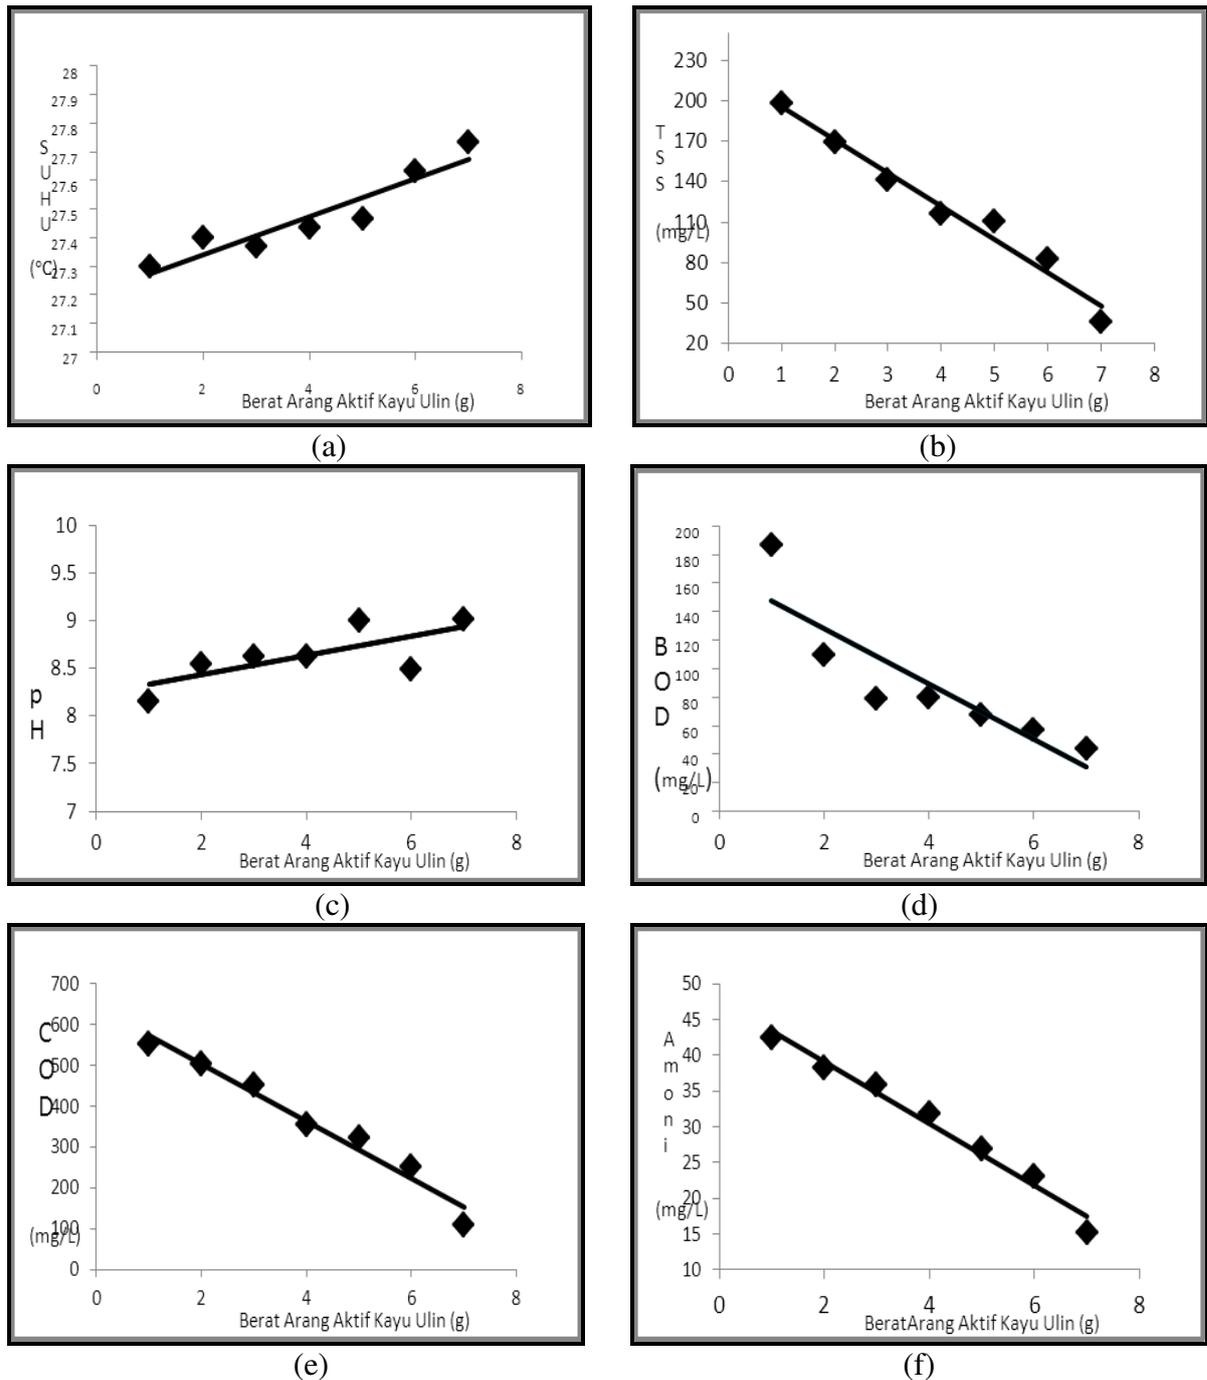 28
27.9
27.8
27.7
27.6
27.5
27.4
27.3
27.2
27.1
27
S
U
H
U
(°C)
0 2 4 6 8
Berat Arang Aktif Kayu Ulin (g)
(a)
230
200
170
140
110
80
50
20
T
S
S
(mg/L)
0 1 2 3 4 5 6 7 8
Berat Arang Aktif Kayu Ulin (g)
(b)
10
9.5
9
8.5
8
7.5
7
p
H
0 2 4 6 8
Berat Arang Aktif Kayu Ulin (g)
(c)
200
180
160
140
120
100
80
60
40
20
0
B
O
D
(mg/L)
0 2 4 6 8
Berat Arang Aktif Kayu Ulin (g)
(d)
700
600
500
400
300
200
100
0
C
O
D
(mg/L)
0 2 4 6 8
Berat Arang Aktif Kayu Ulin (g)
(e)
50
45
40
35
30
25
20
15
10
A
m
o
n
i
(mg/L)
0 2 4 6 8
BeratArang Aktif Kayu Ulin (g)
(f)